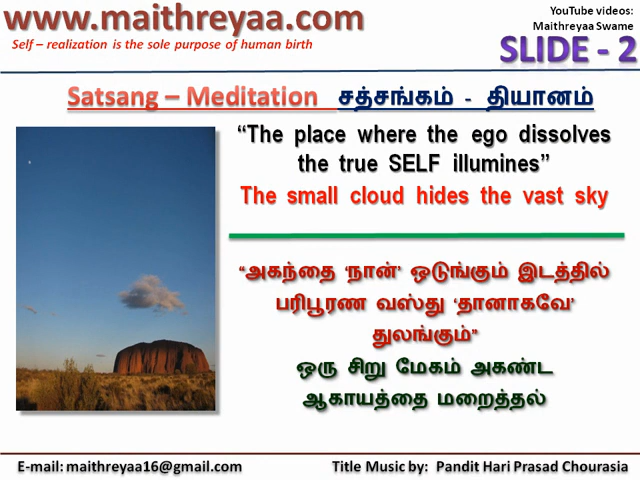 www.maithreyaa.com
Self – realization is the sole purpose of human birth
YouTube videos:
Maithreyaa Swame
SLIDE - 2
Satsang – Meditation சத்சங்கம் - தியானம்
“The place where the ego dissolves
the true SELF illumines”
The small cloud hides the vast sky
“அகந்தை ‘நான்’ ஒடுங்கும் இடத்தில்
பரிபூரண வஸ்து ‘தானாகவே’
துலங்கும்”
ஒரு சிறு மேகம் அகண்ட
ஆகாயத்தை மறைத்தல்
E-mail: maithreyaa16@gmail.com
Title Music by: Pandit Hari Prasad Chourasia